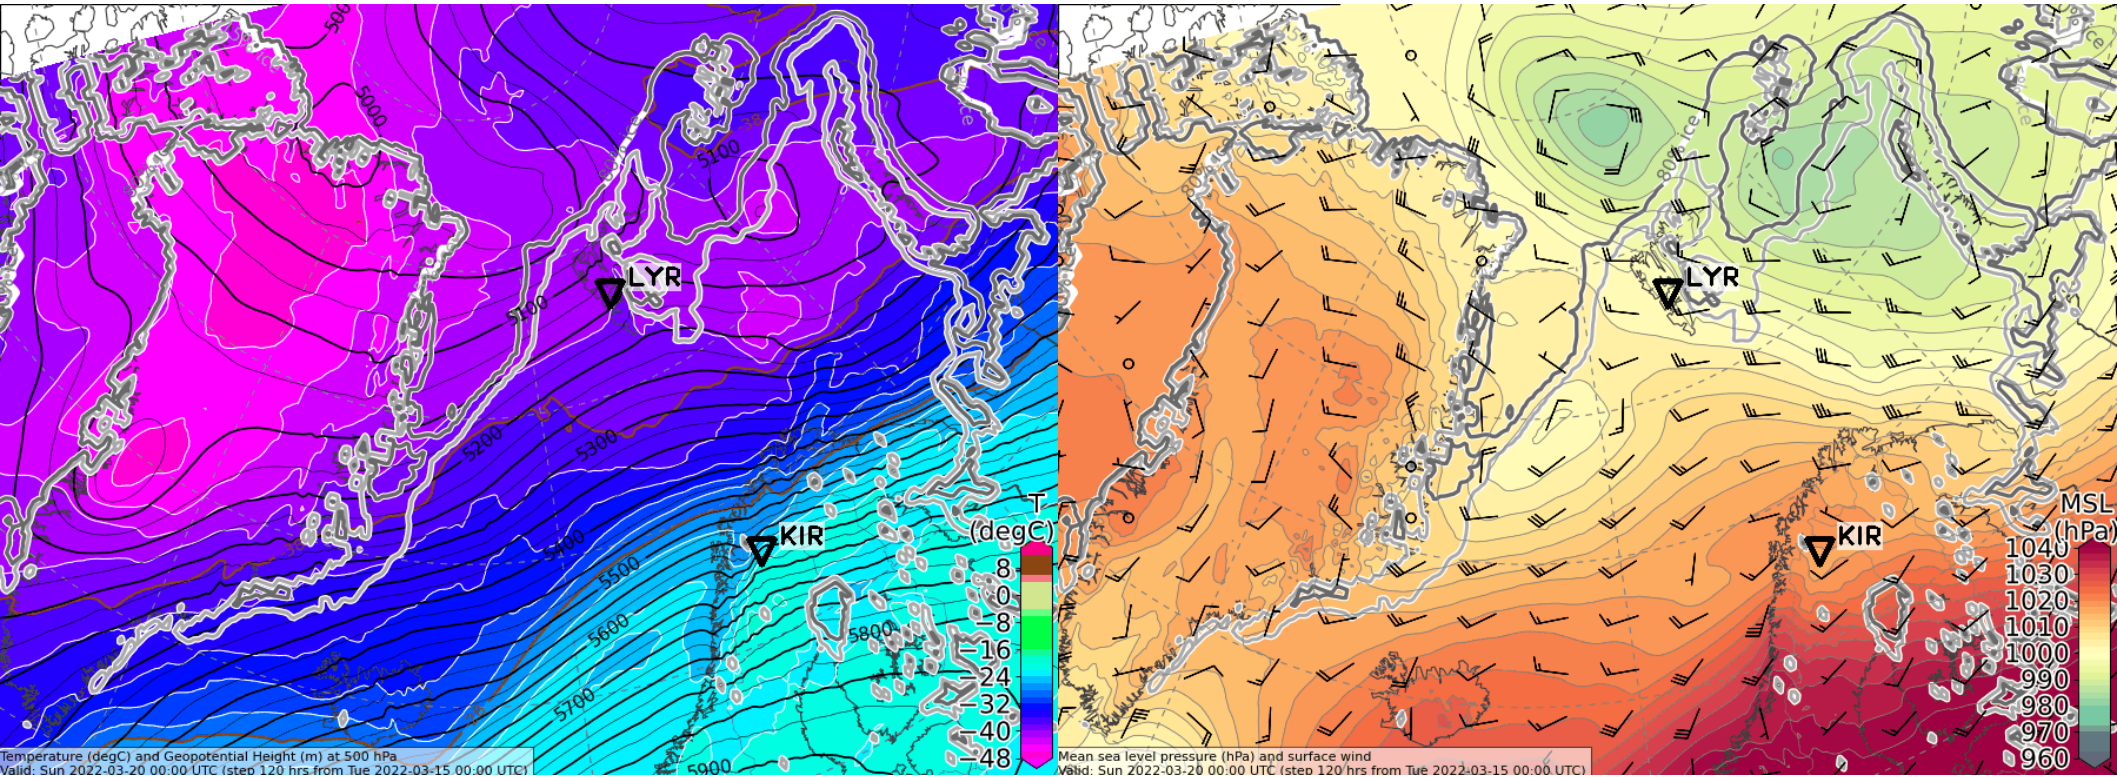 500
5000
-38
5100
80% ice
LYR
5100
5200
5300
5400
5500
5600
5700
5800
5900
KIR
T
(degC)
8
0
−8
−16
−24
−32
−40
−48
Temperature (degC) and Geopotential Height (m) at 500 hPa
Valid: Sun 2022-03-20 00:00 UTC (step 120 hrs from Tue 2022-03-15 00:00 UTC)
80% ice
LYR
KIR
MSL
(hPa)
1040
1030
1020
1010
1000
990
980
970
960
Mean sea level pressure (hPa) and surface wind
Valid: Sun 2022-03-20 00:00 UTC (step 120 hrs from Tue 2022-03-15 00:00 UTC)